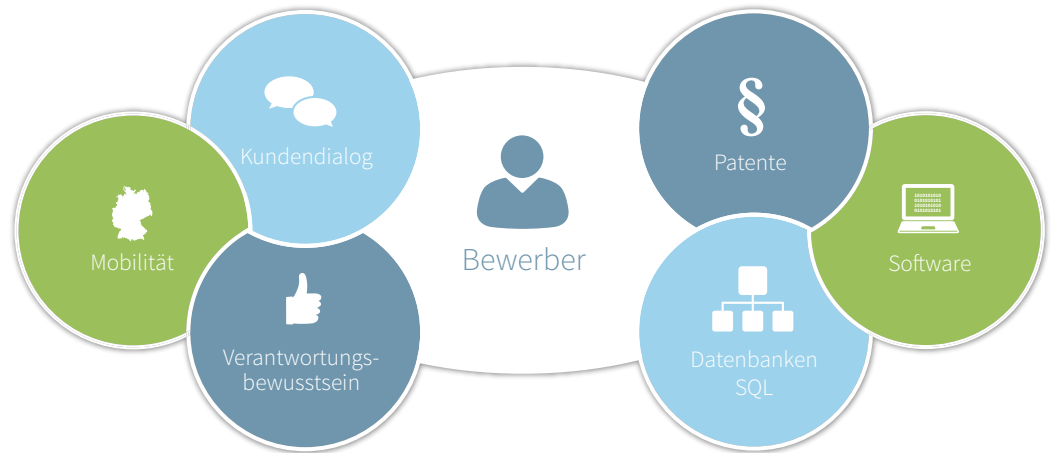 Kundendialog
Mobilität
Verantwortungs-
bewusstsein
Bewerber
§
Patente
Software
Datenbanken
SQL